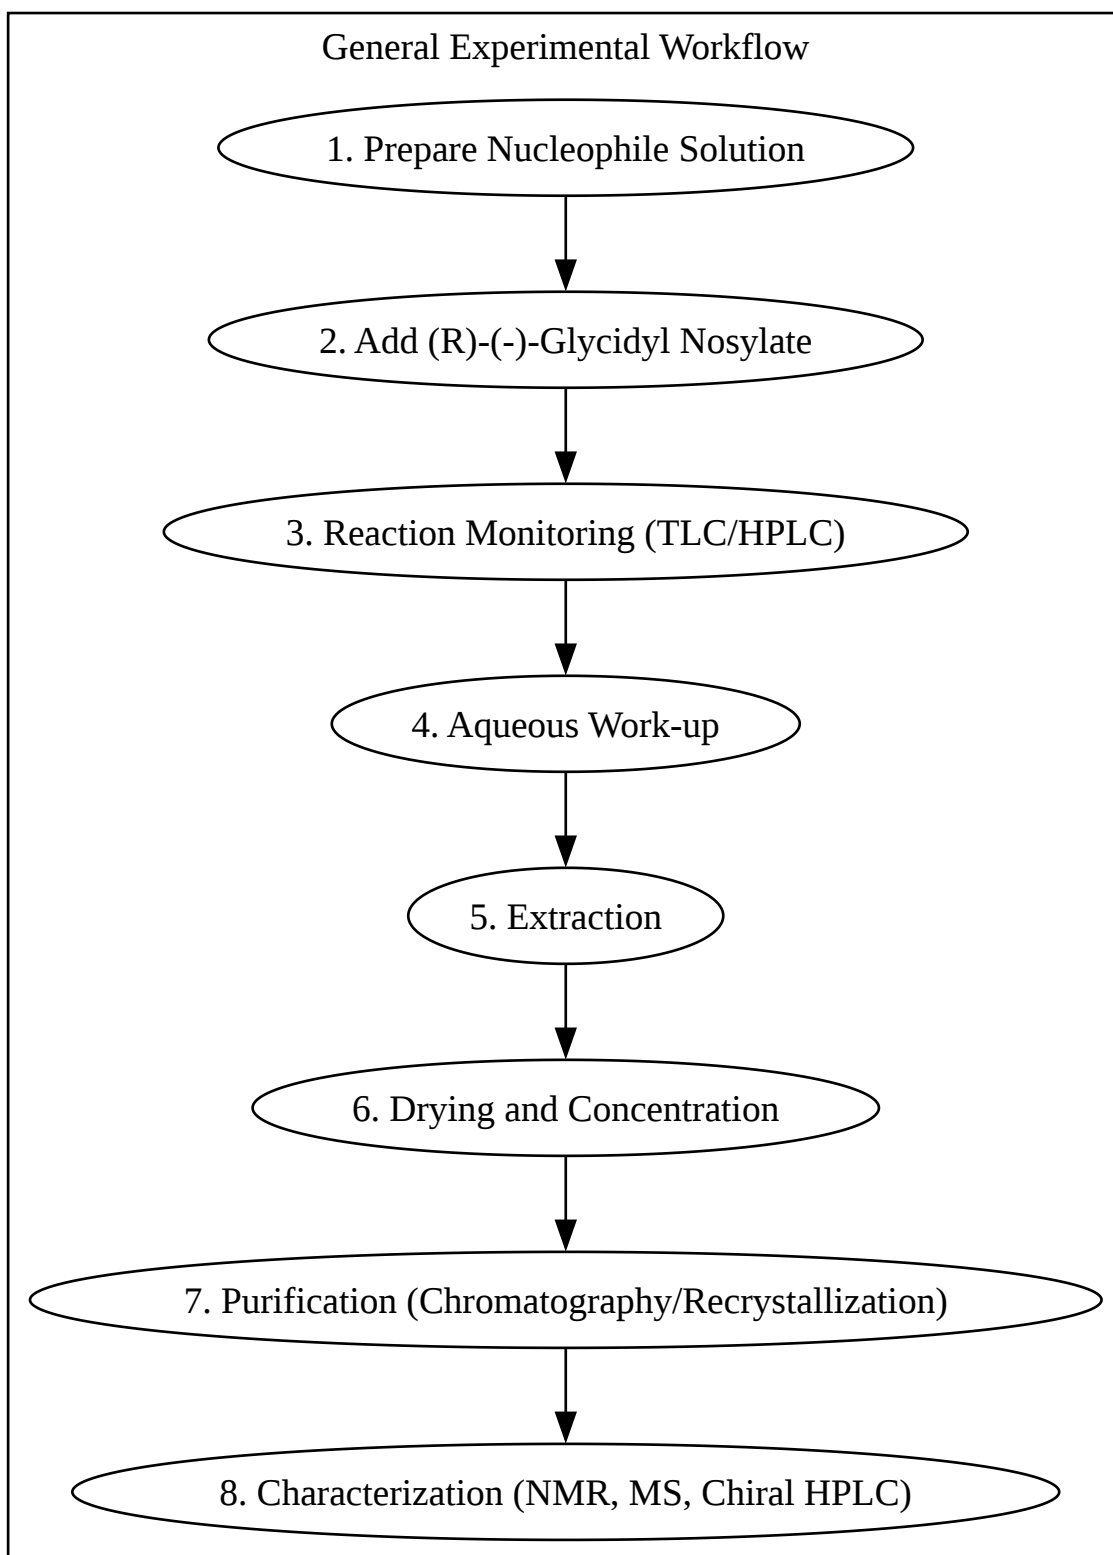 General Experimental Workflow
1. Prepare Nucleophile Solution
2. Add (R)-(-)-Glycidyl Nosylate
3. Reaction Monitoring (TLC/HPLC)
4. Aqueous Work-up
5. Extraction
6. Drying and Concentration
7. Purification (Chromatography/Recrystallization)
8. Characterization (NMR, MS, Chiral HPLC)